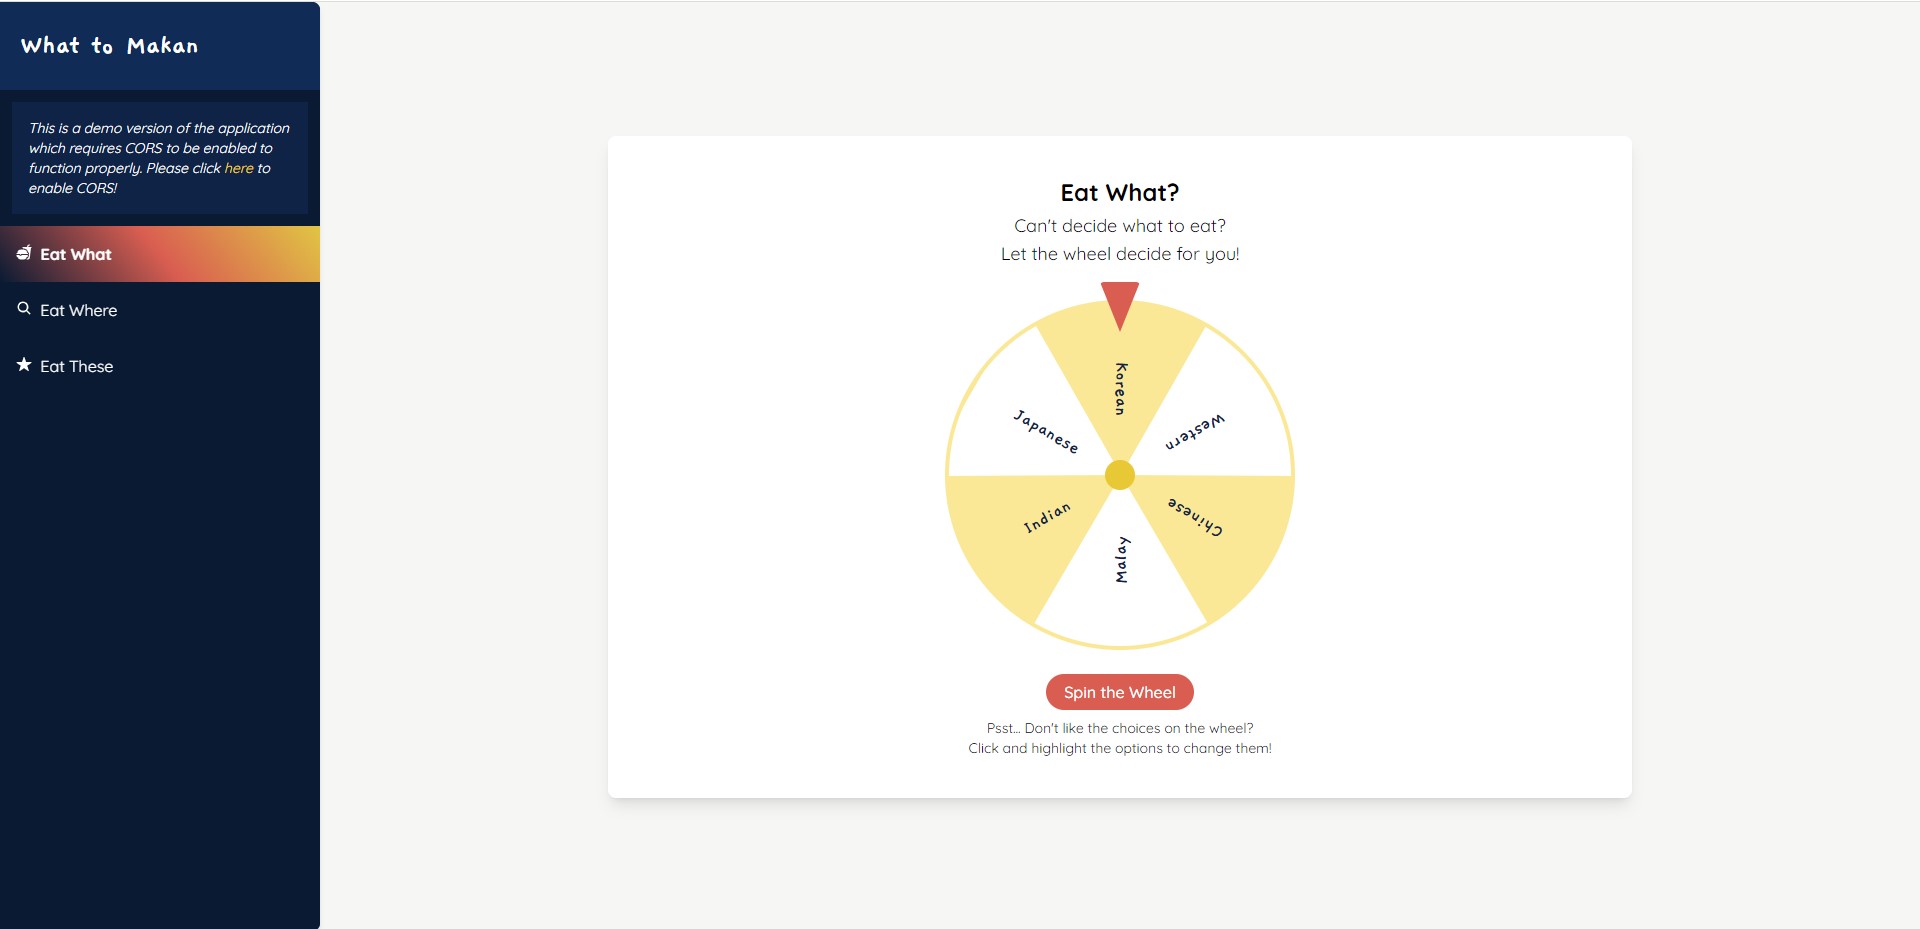 What to Makan
This is a demo version of the application
which requires CORS to be enabled to
function properly. Please click here to
enable CORS!
Eat What
Eat Where
Eat These
Eat What?
Can't decide what to eat?
Let the wheel decide for you!
Korean
Western
Chinese
Malay
Indian
Japanese
Spin the Wheel
Psst... Don't like the choices on the wheel?
Click and highlight the options to change them!